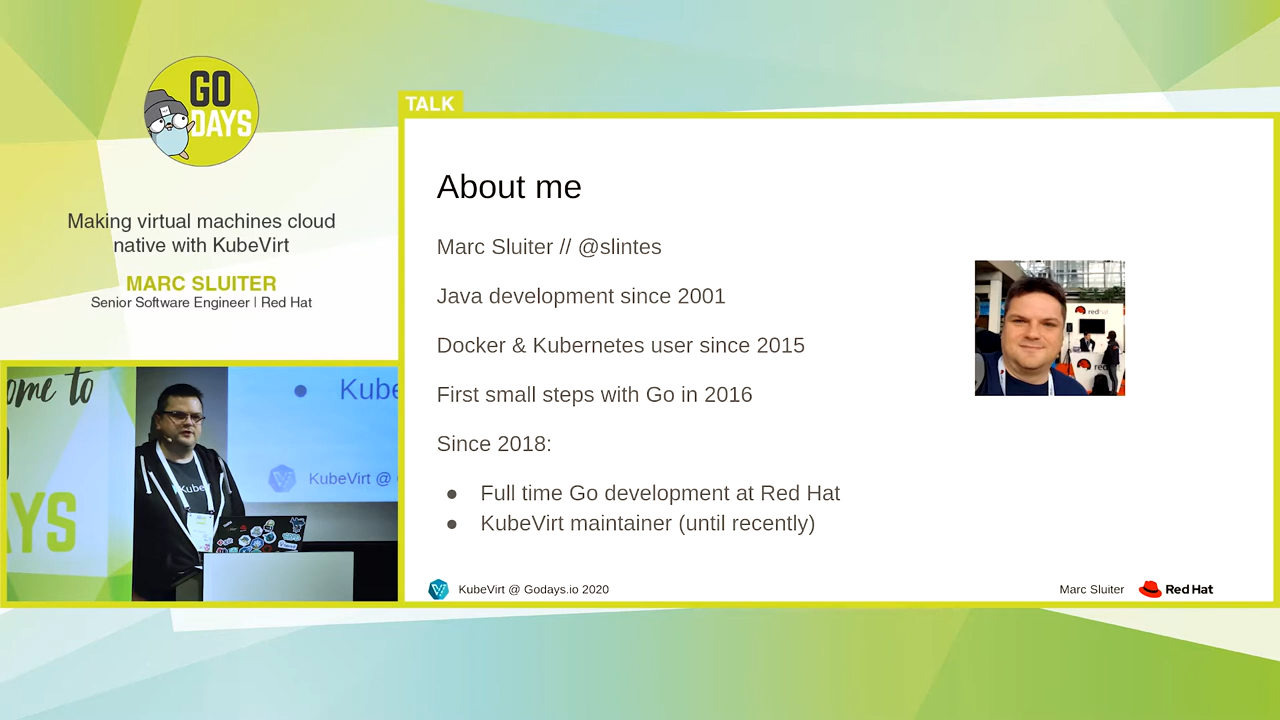 GO
DAYS
Making virtual machines cloud
native with KubeVirt
MARC SLUITER
Senior Software Engineer | Red Hat
TALK
About me
Marc Sluiter // @slintes
Java development since 2001
Docker & Kubernetes user since 2015
First small steps with Go in 2016
Since 2018:
● Full time Go development at Red Hat
● KubeVirt maintainer (until recently)
KubeVirt @ Godays.io 2020
Marc Sluiter
Red Hat
ome to
AYS
● Kube
KubeVirt @